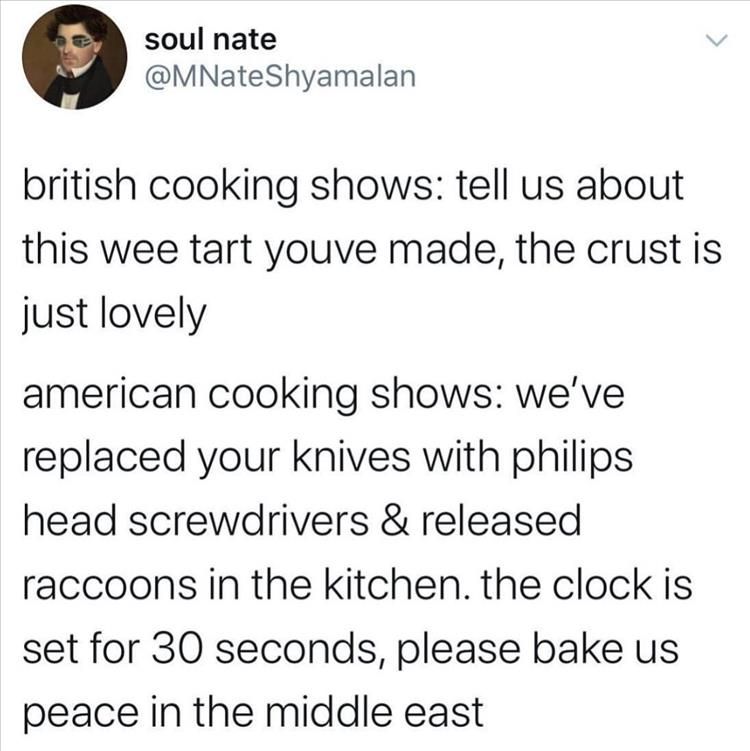 soul nate
@MNateShyamalan
british cooking shows: tell us about
this wee tart youve made, the crust is
just lovely
american cooking shows: we've
replaced your knives with philips
head screwdrivers & released
raccoons in the kitchen. the clock is
set for 30 seconds, please bake us
peace in the middle east